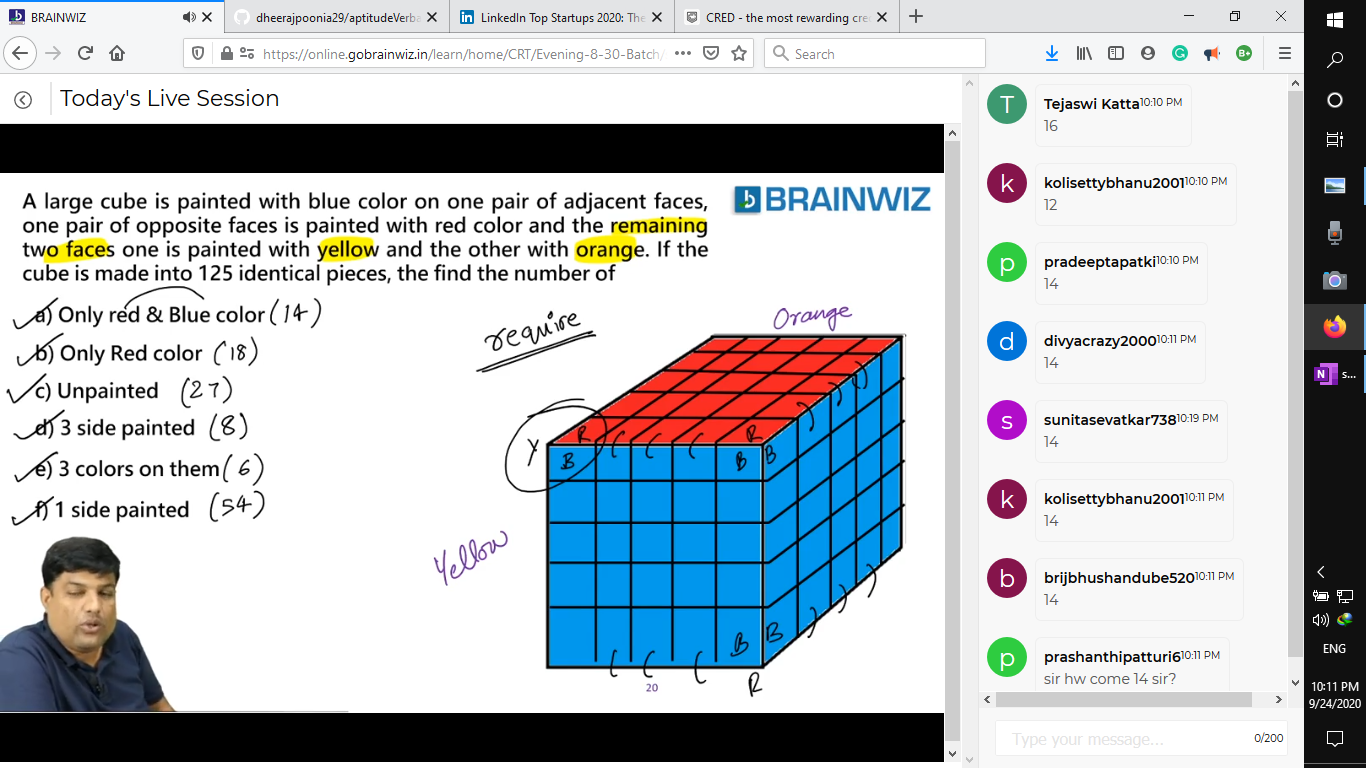 BRAINWIZ
dheerajpoonia29/aptitudeVerba
LinkedIn Top Startups 2020: The
CRED - the most rewarding cre
https://online.gobrainwiz.in/learn/home/CRT/Evening-8-30-Batch/
Search
Today's Live Session
A large cube is painted with blue color on one pair of adjacent faces,
one pair of opposite faces is painted with red color and the remaining
two faces one is painted with yellow and the other with orange. If the
cube is made into 125 identical pieces, the find the number of
BRAINWIZ
a) Only red & Blue color (14)
b) Only Red color (18)
c) Unpainted (27)
d) 3 side painted (8)
e) 3 colors on them (6)
f) 1 side painted (54)
require
Orange
Y R R
B B B
Yellow
B B
R
20
T Tejaswi Katta 10:10 PM
16
k kolisettybhanu2001 10:10 PM
12
p pradeeptapatki 10:10 PM
14
d divyacrazy2000 10:11 PM
14
s sunitasevatkar738 10:19 PM
14
k kolisettybhanu2001 10:11 PM
14
b brijbhushandube520 10:11 PM
14
p prashanthipatturi6 10:11 PM
sir hw come 14 sir?
Type your message... 0/200
N s...
ENG
10:11 PM
9/24/2020